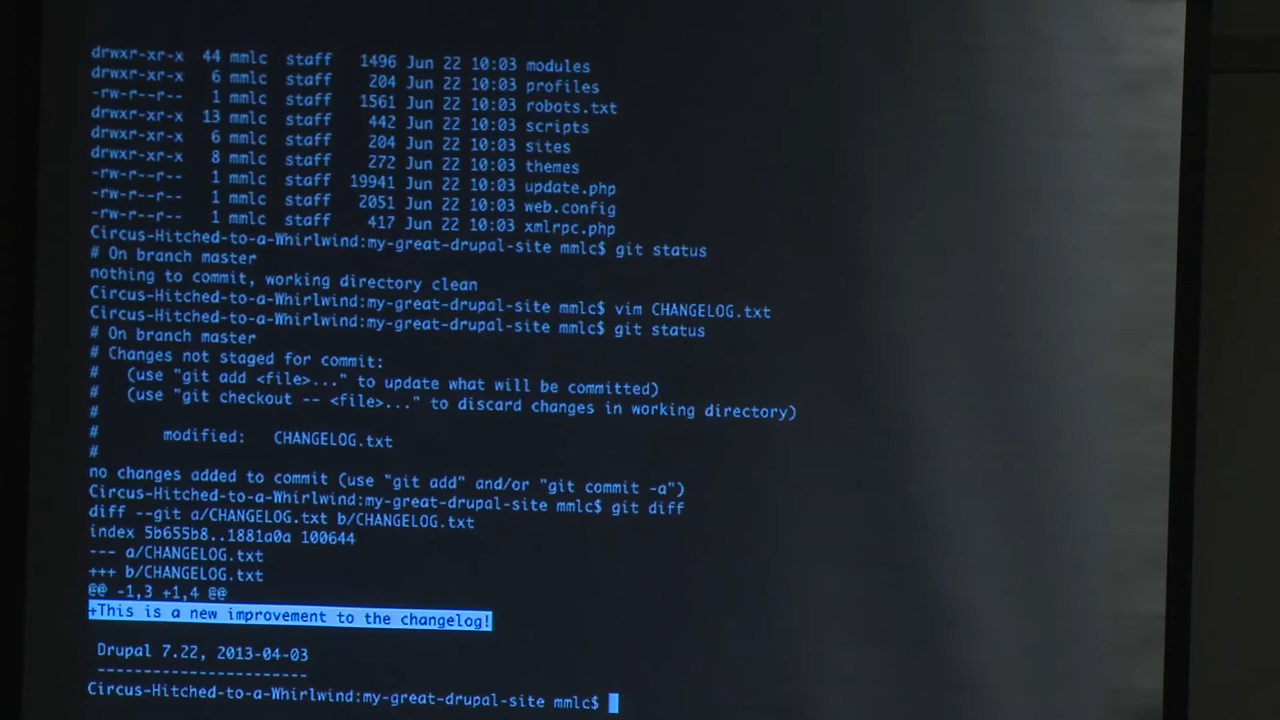 drwxr-xr-x 44 mmlc staff 1496 Jun 22 10:03 modules
drwxr-xr-x 6 mmlc staff 204 Jun 22 10:03 profiles
-rw-r--r-- 1 mmlc staff 1561 Jun 22 10:03 robots.txt
drwxr-xr-x 13 mmlc staff 442 Jun 22 10:03 scripts
drwxr-xr-x 6 mmlc staff 204 Jun 22 10:03 sites
drwxr-xr-x 8 mmlc staff 272 Jun 22 10:03 themes
-rw-r--r-- 1 mmlc staff 19941 Jun 22 10:03 update.php
-rw-r--r-- 1 mmlc staff 2051 Jun 22 10:03 web.config
-rw-r--r-- 1 mmlc staff 417 Jun 22 10:03 xmlrpc.php
Circus-Hitched-to-a-Whirlwind:my-great-drupal-site mmlc$ git status
# On branch master
nothing to commit, working directory clean
Circus-Hitched-to-a-Whirlwind:my-great-drupal-site mmlc$ vim CHANGELOG.txt
Circus-Hitched-to-a-Whirlwind:my-great-drupal-site mmlc$ git status
# On branch master
# Changes not staged for commit:
#   (use "git add <file>..." to update what will be committed)
#   (use "git checkout -- <file>..." to discard changes in working directory)
#
#       modified:   CHANGELOG.txt
#
no changes added to commit (use "git add" and/or "git commit -a")
Circus-Hitched-to-a-Whirlwind:my-great-drupal-site mmlc$ git diff
diff --git a/CHANGELOG.txt b/CHANGELOG.txt
index 5b655b8..1881a0a 100644
--- a/CHANGELOG.txt
+++ b/CHANGELOG.txt
@@ -1,3 +1,4 @@
+This is a new improvement to the changelog!
Drupal 7.22, 2013-04-03
-----------------------
Circus-Hitched-to-a-Whirlwind:my-great-drupal-site mmlc$